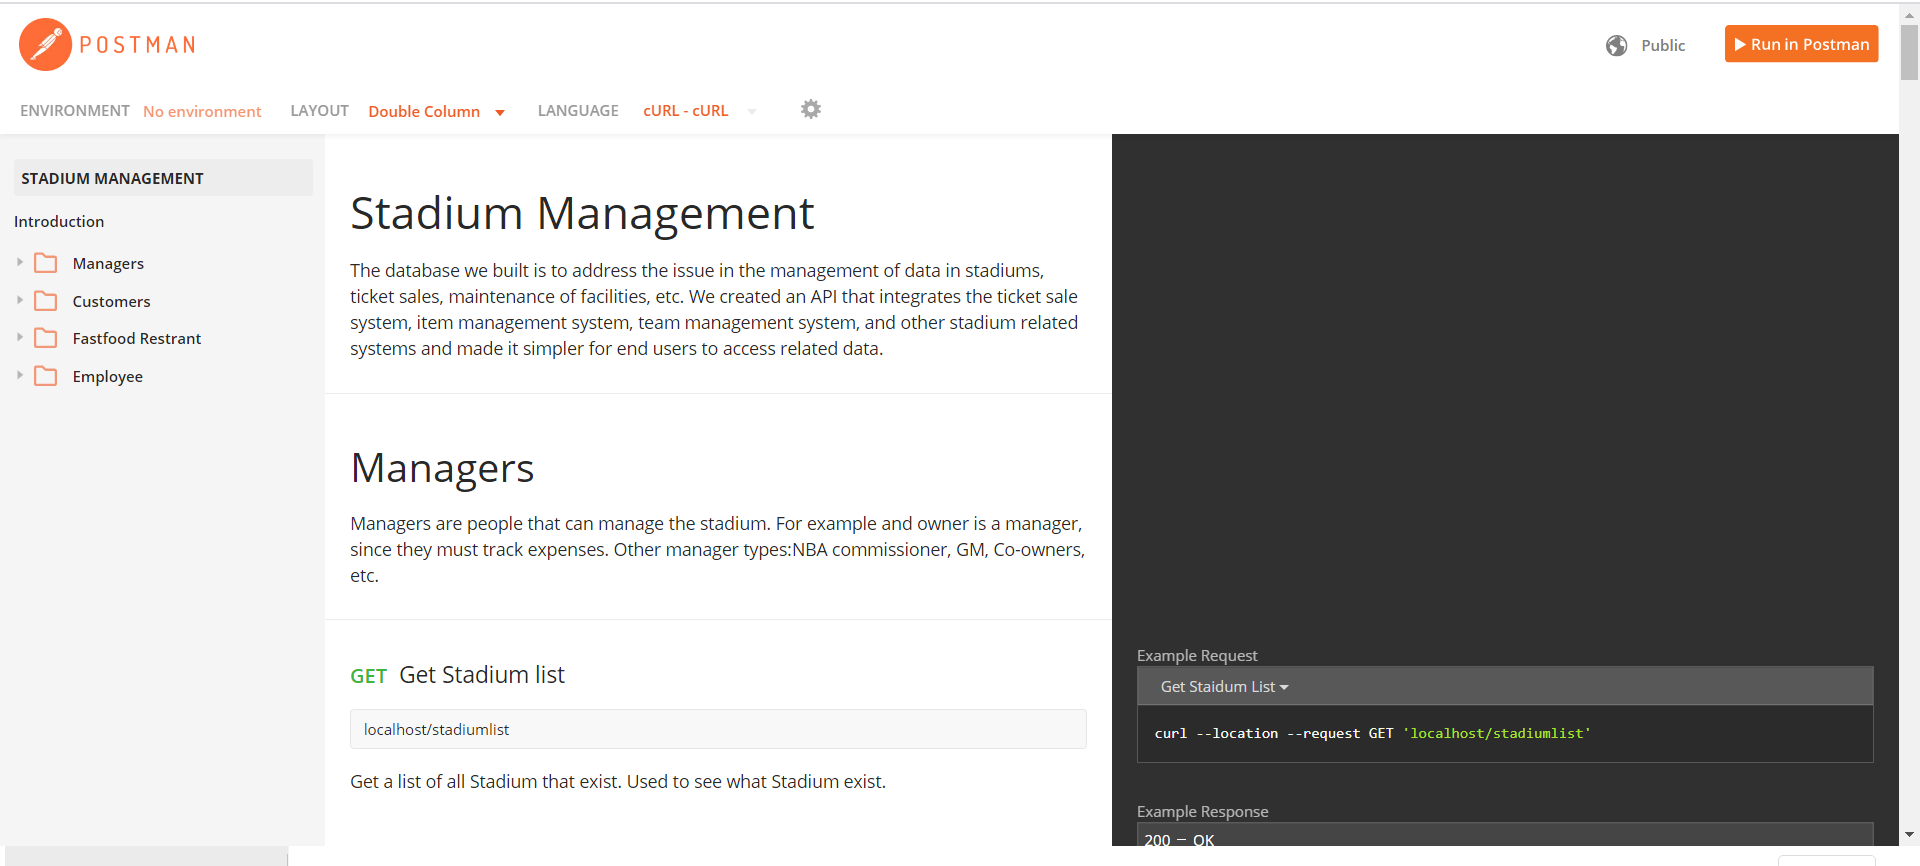 POSTMAN
Public
Run in Postman
ENVIRONMENT No environment LAYOUT Double Column LANGUAGE cURL - cURL
STADIUM MANAGEMENT
Introduction
Managers
Customers
Fastfood Restrant
Employee
Stadium Management
The database we built is to address the issue in the management of data in stadiums,
ticket sales, maintenance of facilities, etc. We created an API that integrates the ticket sale
system, item management system, team management system, and other stadium related
systems and made it simpler for end users to access related data.
Managers
Managers are people that can manage the stadium. For example and owner is a manager,
since they must track expenses. Other manager types:NBA commissioner, GM, Co-owners,
etc.
GET Get Stadium list
localhost/stadiumlist
Get a list of all Stadium that exist. Used to see what Stadium exist.
Example Request
Get Staidum List
curl --location --request GET 'localhost/stadiumlist'
Example Response
200 — OK